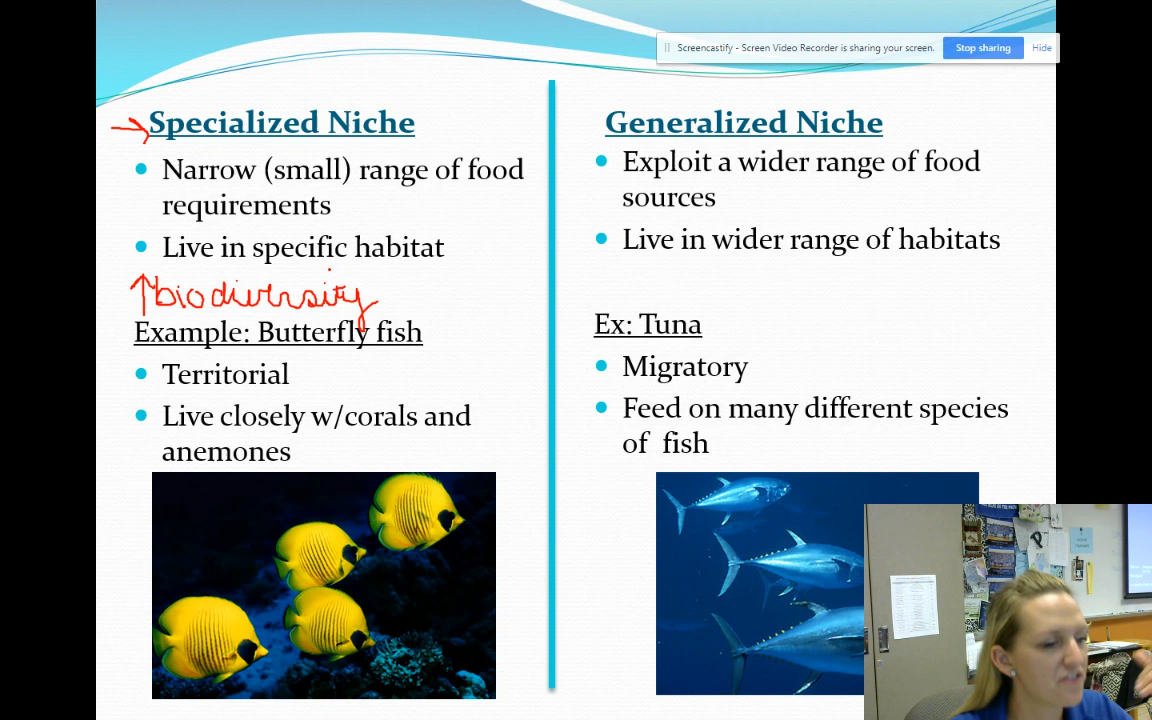 Screencastify - Screen Video Recorder is sharing your screen. Stop sharing Hide
Specialized Niche
Narrow (small) range of food
requirements
Live in specific habitat
↑biodiversity
Example: Butterfly fish
Territorial
Live closely w/corals and
anemones
Generalized Niche
Exploit a wider range of food
sources
Live in wider range of habitats
Ex: Tuna
Migratory
Feed on many different species
of fish